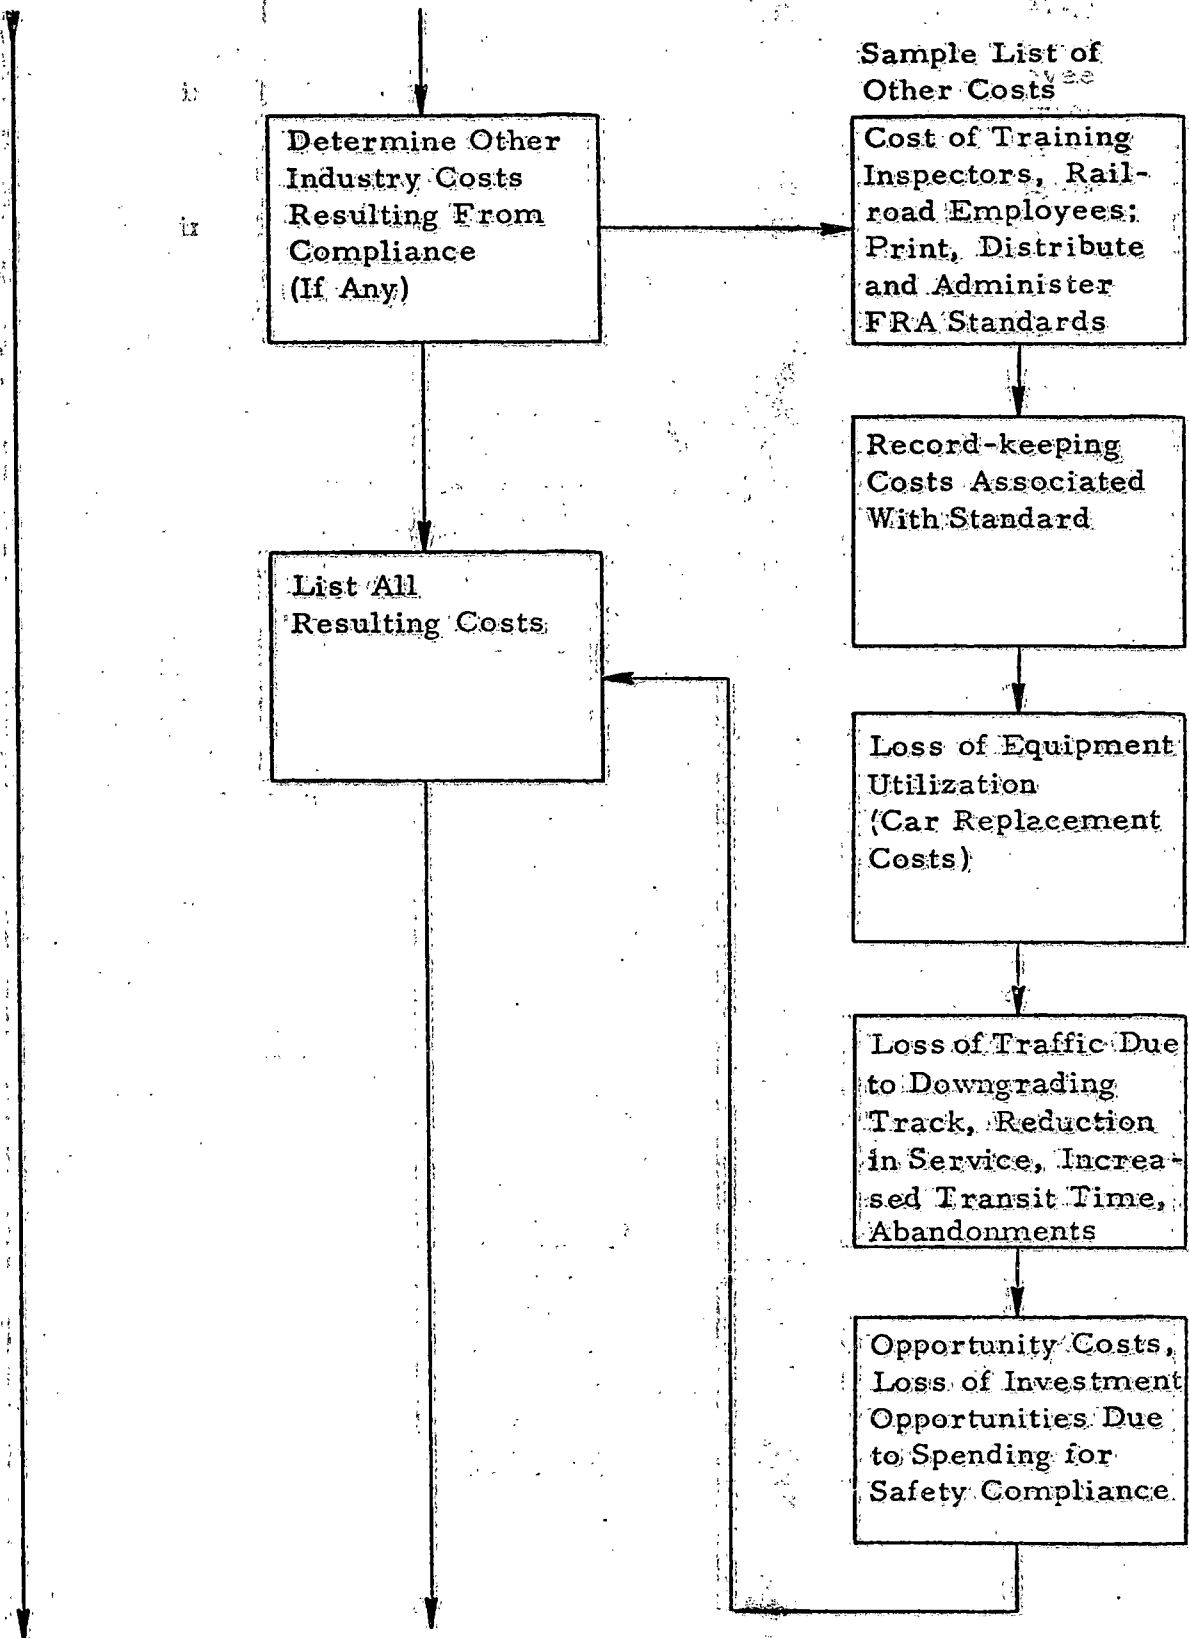 Sample List of
Other Costs
Determine Other
Industry Costs
Resulting From
Compliance
(If Any)
Cost of Training
Inspectors, Rail-
road Employees;
Print, Distribute
and Administer
FRA Standards
Record-keeping
Costs Associated
With Standard
List All
Resulting Costs
Loss of Equipment
Utilization
(Car Replacement
Costs)
Loss of Traffic Due
to Downgrading
Track, Reduction
in Service, Increa-
sed Transit Time,
Abandonments
Opportunity Costs,
Loss of Investment
Opportunities Due
to Spending for
Safety Compliance